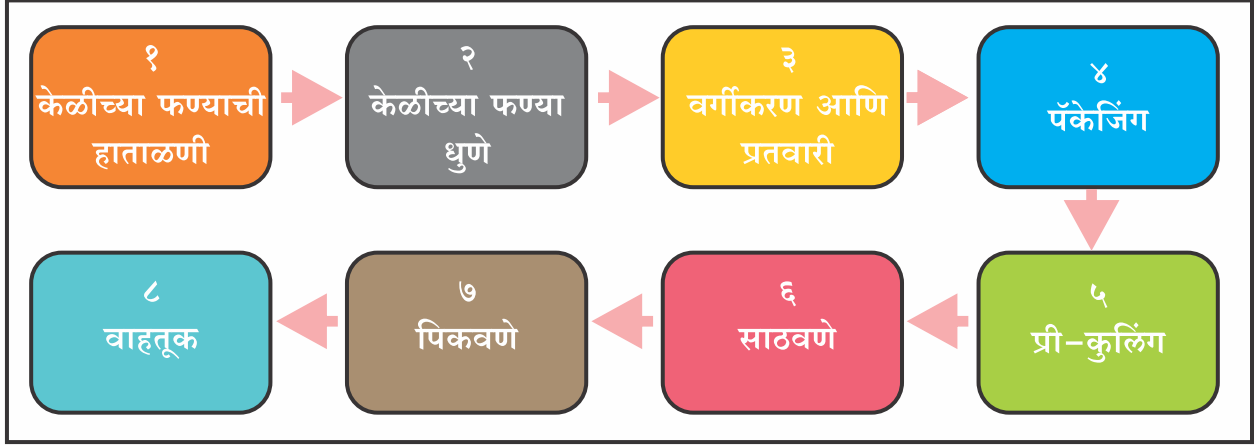 १
केळीच्या फण्याची
हाताळणी
२
केळीच्या फण्या
धुणे
३
वर्गीकरण आणि
प्रतवारी
४
पॅकेजिंग
५
प्री-कुलिंग
६
साठवणे
७
पिकवणे
८
वाहतूक